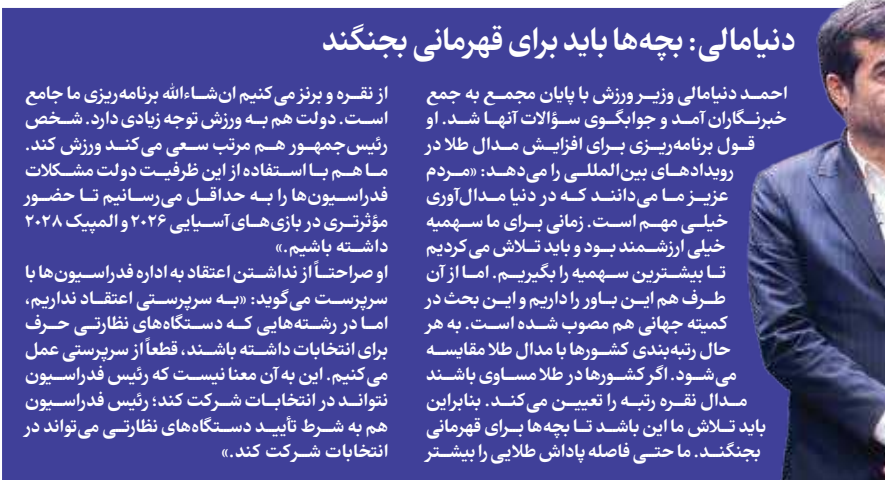 دنیامالی: بچه‌ها باید برای قهرمانی بجنگند
احمد دنیامالی وزیر ورزش با پایان مجمع به جمع
خبرنگاران آمد و جوابگوی سؤالات آنها شد. او
قول برنامه‌ریزی برای افزایش مدال طلا در
رویدادهای بین‌المللی را می‌دهد: «مردم
عزیز ما می‌دانند که در دنیا مدال‌آوری
خیلی مهم است. زمانی برای ما سهمیه
خیلی ارزشمند بود و باید تلاش می‌کردیم
تا بیشترین سهمیه را بگیریم. اما از آن
طرف هم این باور را داریم و این بحث در
کمیته جهانی هم مصوب شده است. به هر
حال رتبه‌بندی کشورها با مدال طلا مقایسه
می‌شود. اگر کشورها در طلا مساوی باشند
مدال نقره رتبه را تعیین می‌کند. بنابراین
باید تلاش ما این باشد تا بچه‌ها برای قهرمانی
بجنگند. ما حتی فاصله پاداش طلایی را بیشتر
از نقره و برنز می‌کنیم ان‌شاءالله برنامه‌ریزی ما جامع
است. دولت هم به ورزش توجه زیادی دارد. شخص
رئیس‌جمهور هم مرتب سعی می‌کند ورزش کند.
ما هم با استفاده از این ظرفیت دولت مشکلات
فدراسیون‌ها را به حداقل می‌رسانیم تا حضور
مؤثرتری در بازی‌های آسیایی ۲۰۲۶ و المپیک ۲۰۲۸
داشته باشیم.»
او صراحتاً از نداشتن اعتقاد به اداره فدراسیون‌ها با
سرپرست می‌گوید: «به سرپرستی اعتقاد نداریم،
اما در رشته‌هایی که دستگاه‌های نظارتی حرف
برای انتخابات داشته باشند، قطعاً از سرپرستی عمل
می‌کنیم. این به آن معنا نیست که رئیس فدراسیون
نتواند در انتخابات شرکت کند؛ رئیس فدراسیون
هم به شرط تأیید دستگاه‌های نظارتی می‌تواند در
انتخابات شرکت کند.»